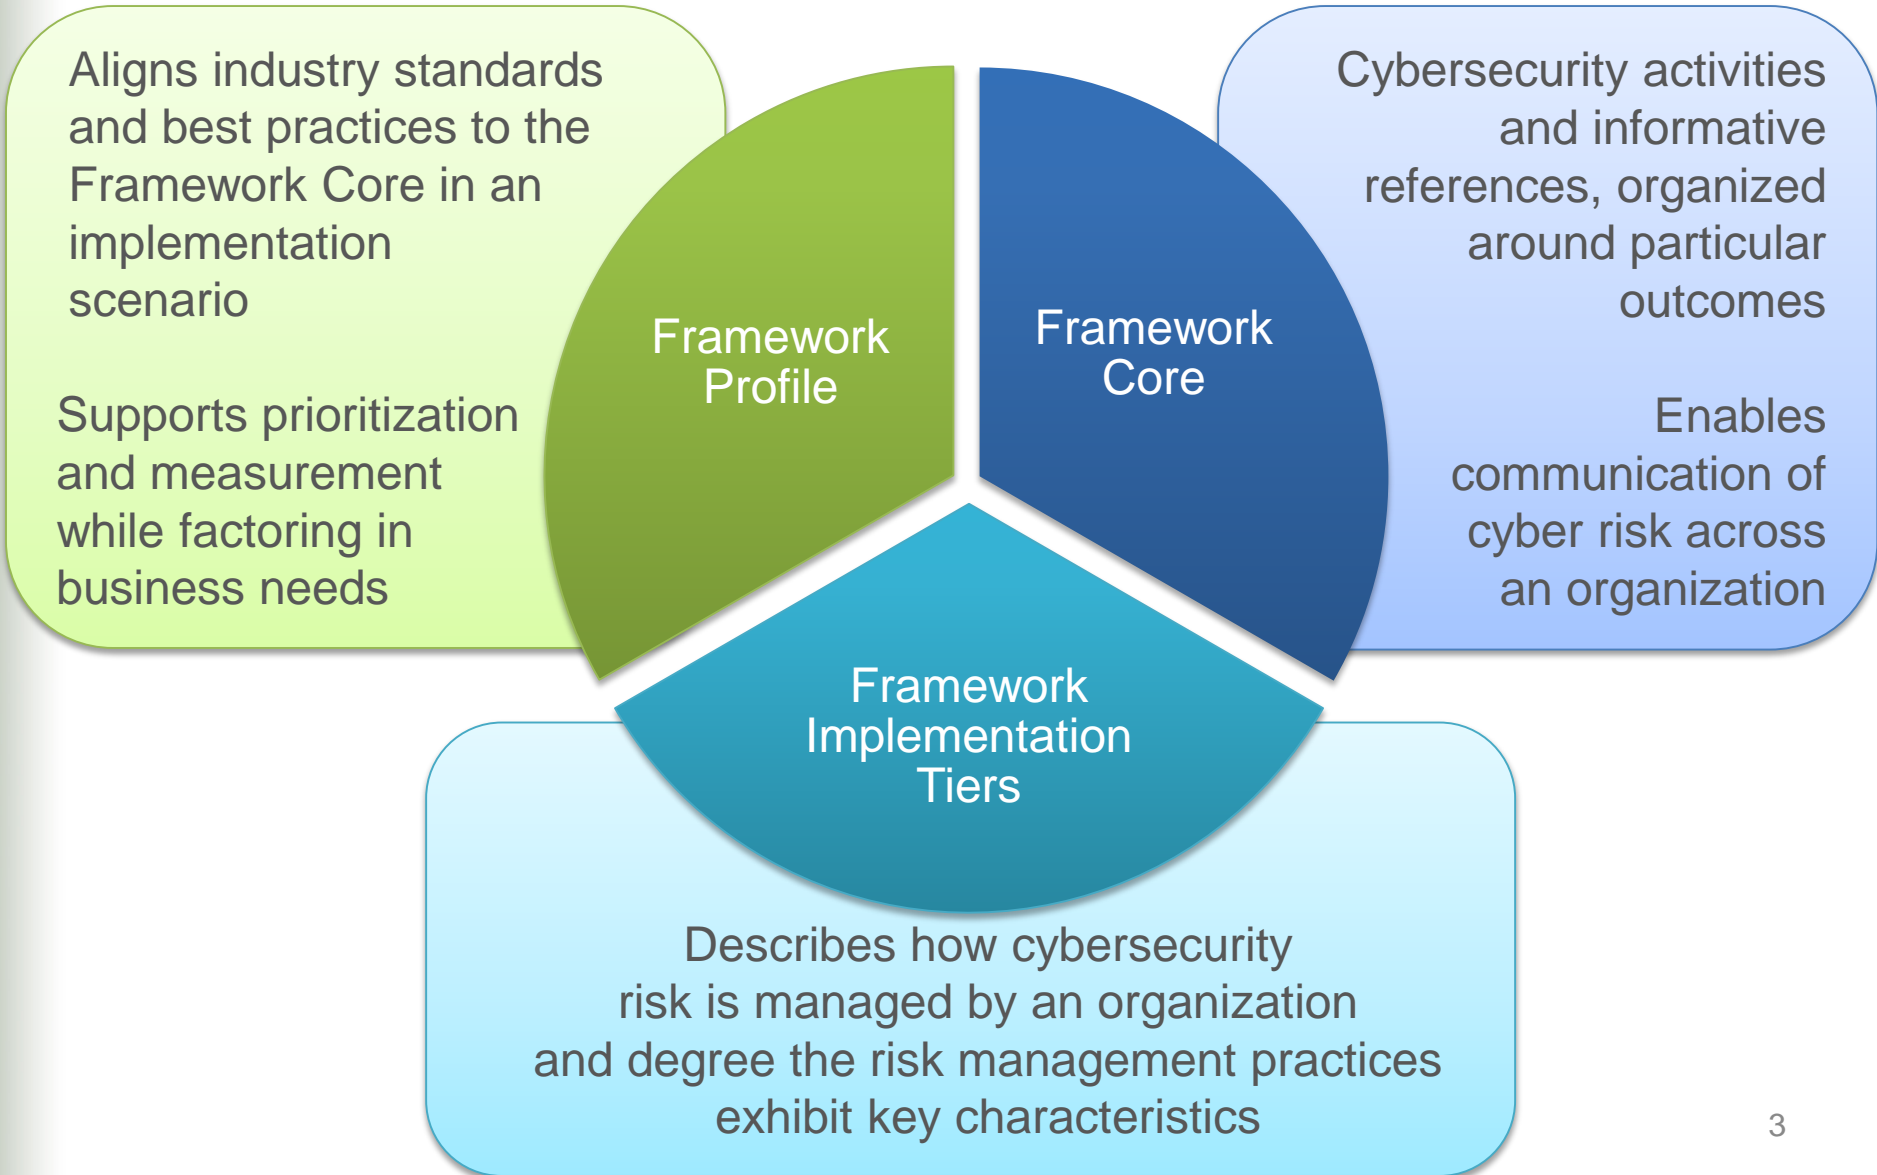 Aligns industry standards
and best practices to the
Framework Core in an
implementation
scenario
Supports prioritization
and measurement
while factoring in
business needs
Framework
Profile
Framework
Core
Cybersecurity activities
and informative
references, organized
around particular
outcomes
Enables
communication of
cyber risk across
an organization
Framework
Implementation
Tiers
Describes how cybersecurity
risk is managed by an organization
and degree the risk management practices
exhibit key characteristics
3